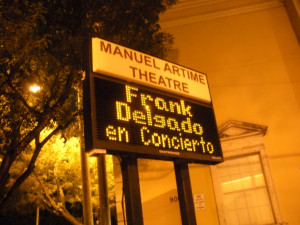 MANUEL ARTIME
THEATRE
Frank
Delgado
en Concierto